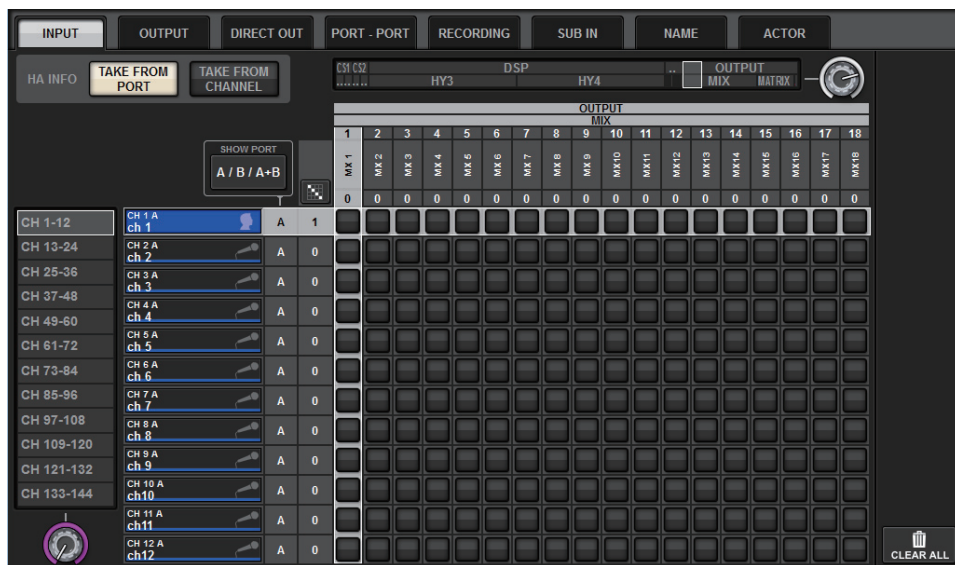 INPUT OUTPUT DIRECT OUT PORT - PORT RECORDING SUB IN NAME ACTOR
HA INFO TAKE FROM PORT TAKE FROM CHANNEL
CS1 CS2 DSP OUTPUT
HY3 HY4 MIX MATRIX
OUTPUT
MIX
1 2 3 4 5 6 7 8 9 10 11 12 13 14 15 16 17 18
SHOW PORT
A / B / A+B
MX 1 MX 2 MX 3 MX 4 MX 5 MX 6 MX 7 MX 8 MX 9 MX10 MX11 MX12 MX13 MX14 MX15 MX16 MX17 MX18
0 0 0 0 0 0 0 0 0 0 0 0 0 0 0 0 0 0
CH 1-12
CH 13-24
CH 25-36
CH 37-48
CH 49-60
CH 61-72
CH 73-84
CH 85-96
CH 97-108
CH 109-120
CH 121-132
CH 133-144
CH 1 A
ch 1 A 1
CH 2 A
ch 2 A 0
CH 3 A
ch 3 A 0
CH 4 A
ch 4 A 0
CH 5 A
ch 5 A 0
CH 6 A
ch 6 A 0
CH 7 A
ch 7 A 0
CH 8 A
ch 8 A 0
CH 9 A
ch 9 A 0
CH 10 A
ch10 A 0
CH 11 A
ch11 A 0
CH 12 A
ch12 A 0
CLEAR ALL